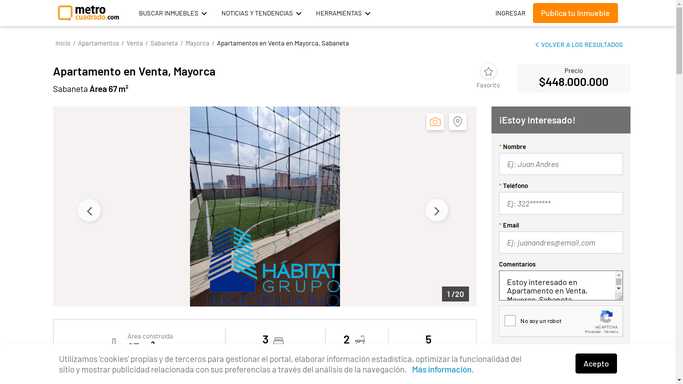 metro
cuadrado.com
BUSCAR INMUEBLES
NOTICIAS Y TENDENCIAS
HERRAMIENTAS
INGRESAR
Publica tu Inmueble
Inicio / Apartamentos / Venta / Sabaneta / Mayorca / Apartamentos en Venta en Mayorca, Sabaneta
VOLVER A LOS RESULTADOS
Apartamento en Venta, Mayorca
Sabaneta Área 67 m²
Favorito
Precio
$448.000.000
HÁBITAT
GRUPO
1 / 20
¡Estoy Interesado!
* Nombre
Ej: Juan Andres
* Teléfono
Ej: 322*******
* Email
Ej: juanandres@email.com
Comentarios
Estoy interesado en
Apartamento en Venta,
Mayorca, Sabaneta
No soy un robot
reCAPTCHA
Privacidad - Términos
Área construida
3
2
5
Utilizamos 'cookies' propias y de terceros para gestionar el portal, elaborar información estadística, optimizar la funcionalidad del
sitio y mostrar publicidad relacionada con sus preferencias a través del análisis de la navegación. Más información.
Acepto